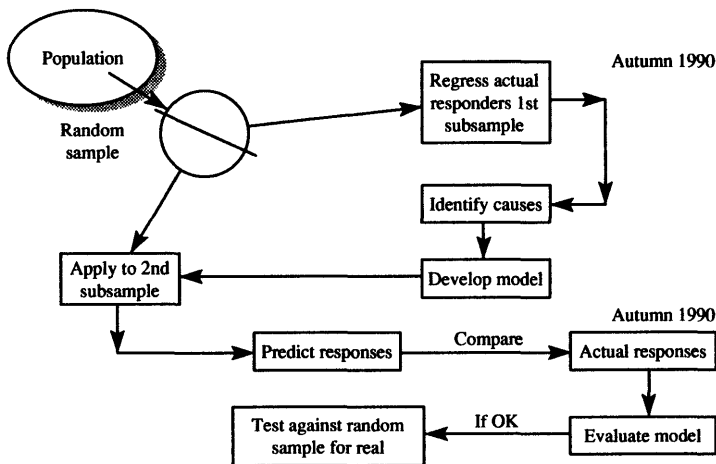 Population
Autumn 1990
Regress actual
responders 1st
subsample
Random
sample
Identify causes
Apply to 2nd
subsample
Develop model
Autumn 1990
Predict responses
Compare
Actual responses
Test against random
sample for real
If OK
Evaluate model